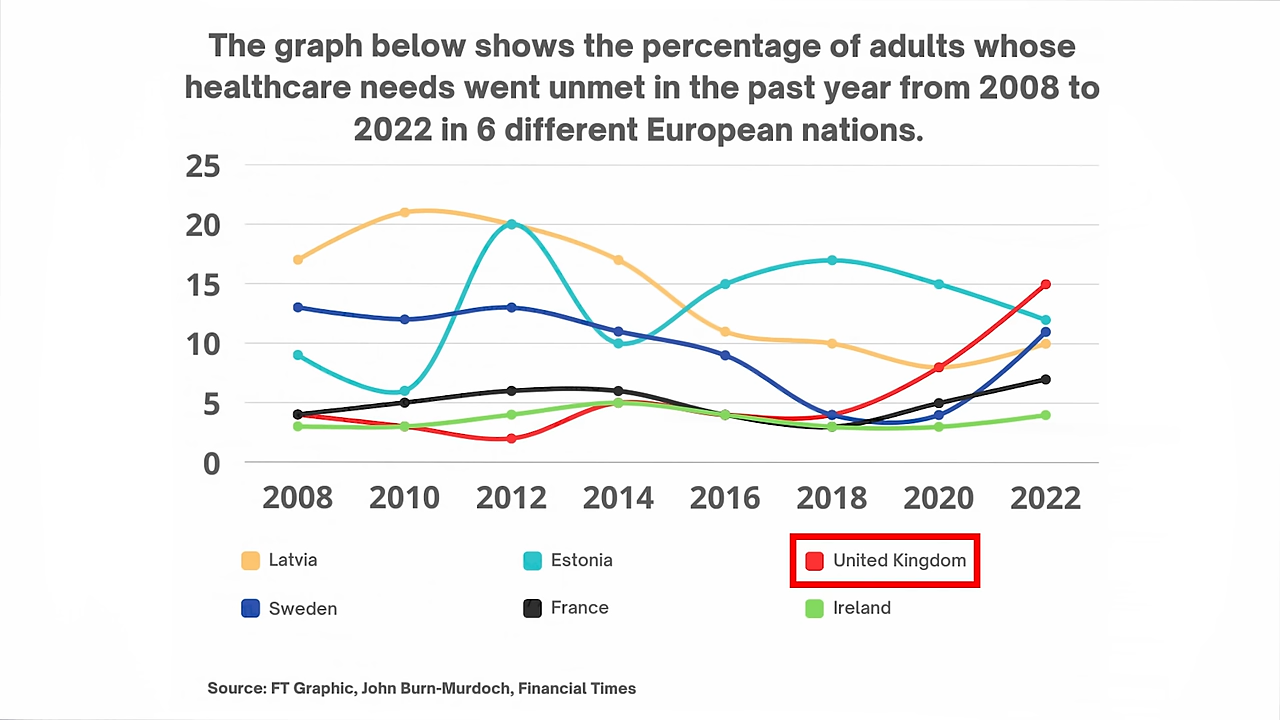 The graph below shows the percentage of adults whose
healthcare needs went unmet in the past year from 2008 to
2022 in 6 different European nations.
25
20
15
10
5
0
2008 2010 2012 2014 2016 2018 2020 2022
Latvia Estonia United Kingdom
Sweden France Ireland
Source: FT Graphic, John Burn-Murdoch, Financial Times